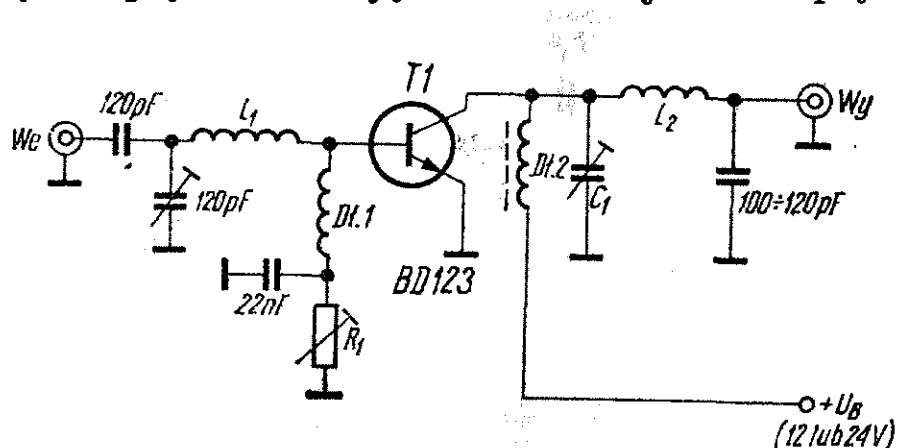 T1
120pF
L₁
We
Wy
L₂
120pF
Dł.1
Dł.2
C₁
100÷120pF
22nF
BD123
R₁
+U_B
(12 lub 24V)